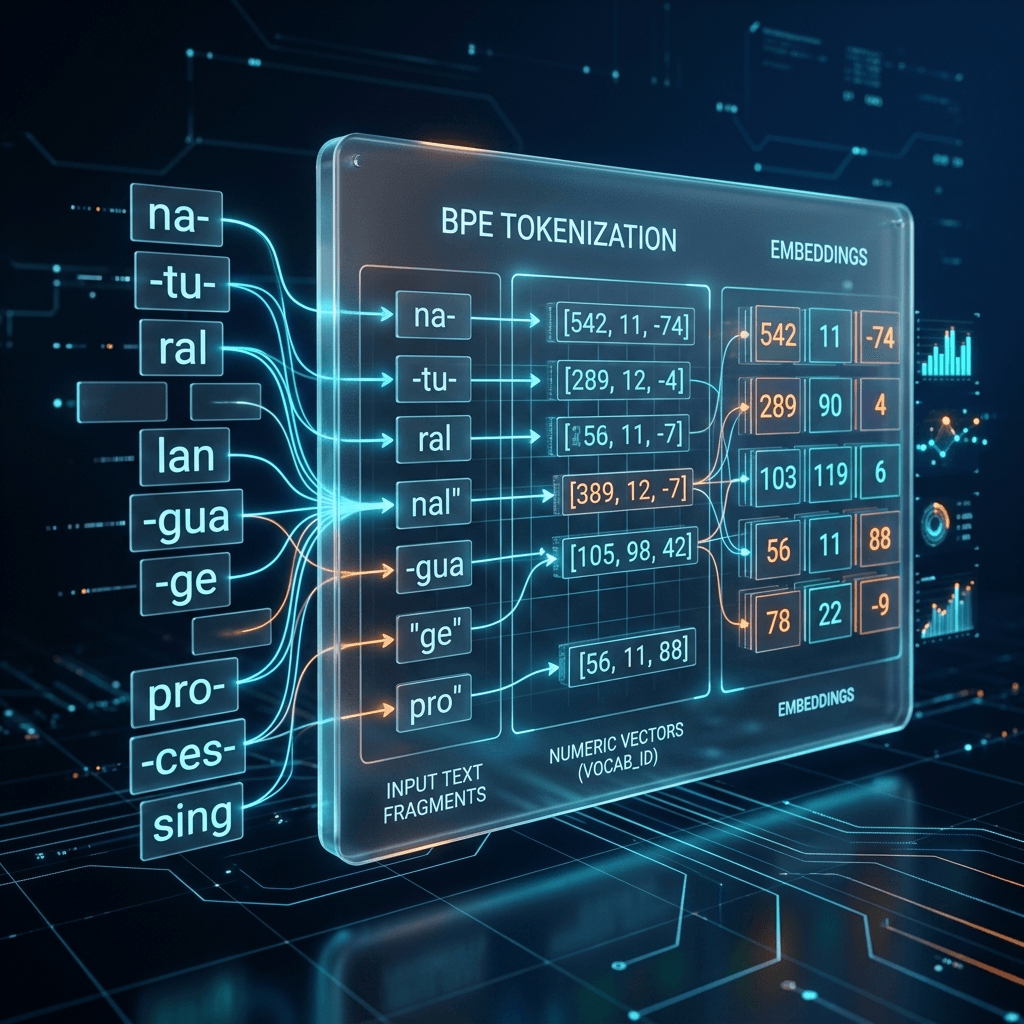 na-
-tu-
ral
lan
-gua
-ge
pro-
-ces-
sing
BPE TOKENIZATION
na-
-tu-
ral
nal"
-gua
"ge"
pro"
INPUT TEXT
FRAGMENTS
[542, 11, -74]
[289, 12, -4]
56, 11, -7]
[389, 12, -7]
[105, 98, 42]
[56, 11, 88]
NUMERIC VECTORS
(VOCAB_ID)
EMBEDDINGS
542 11 -74
289 90 4
103 119 6
56 11 88
78 22 -9
EMBEDDINGS